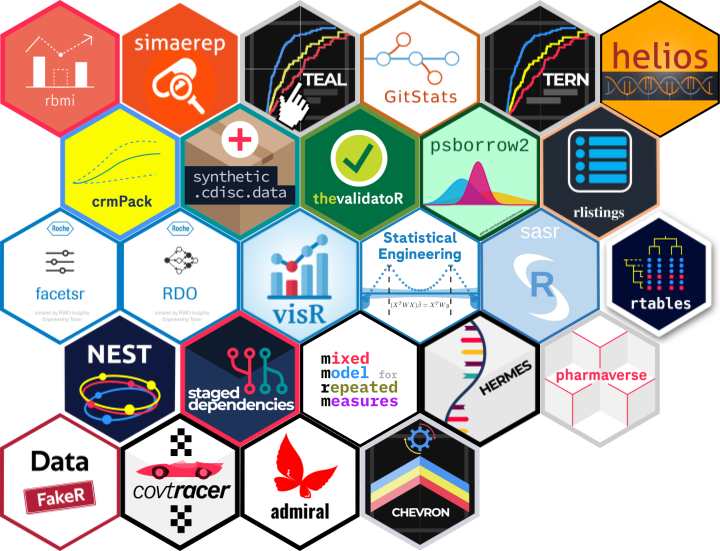 rbmi
simaerep
TEAL
GitStats
TERN
helios
crmPack
synthetic
.cdisc.data
thevalidatoR
psborrow2
rlistings
Roche
facetsr
created by RWD Insights
Engineering Team
Roche
RDO
created by RWD Insights
Engineering Team
visR
Statistical
Engineering
sasr
R
rtables
NEST
staged
dependencies
mixed
model for
repeated
measures
HERMES
pharmaverse
Data
FakeR
covtracer
admiral
CHEVRON